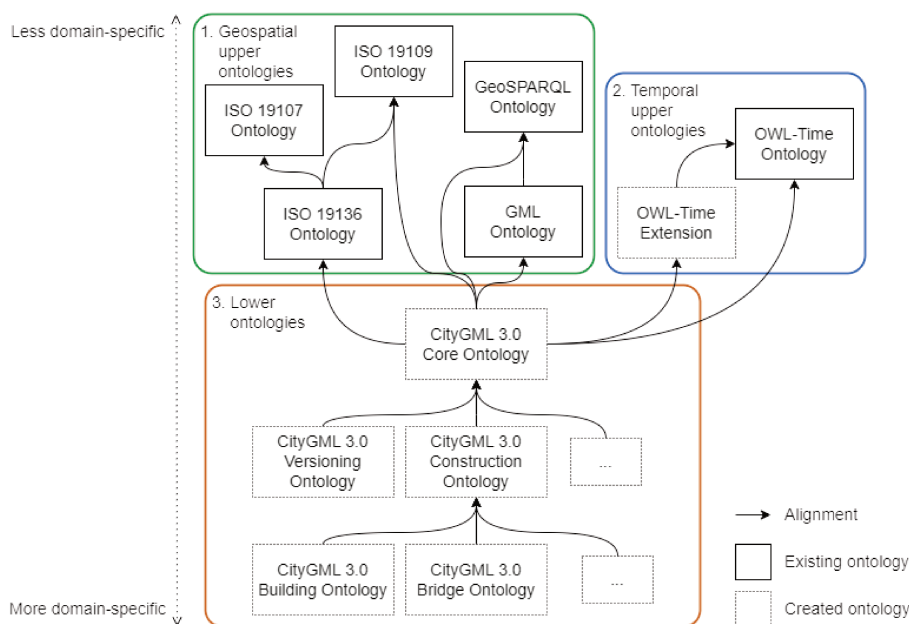 Less domain-specific
1. Geospatial
upper
ontologies
ISO 19109
Ontology
ISO 19107
Ontology
GeoSPARQL
Ontology
ISO 19136
Ontology
GML
Ontology
2. Temporal
upper
ontologies
OWL-Time
Ontology
OWL-Time
Extension
3. Lower
ontologies
CityGML 3.0
Core Ontology
CityGML 3.0
Versioning
Ontology
CityGML 3.0
Construction
Ontology
...
CityGML 3.0
Building Ontology
CityGML 3.0
Bridge Ontology
...
More domain-specific
Alignment
Existing ontology
Created ontology